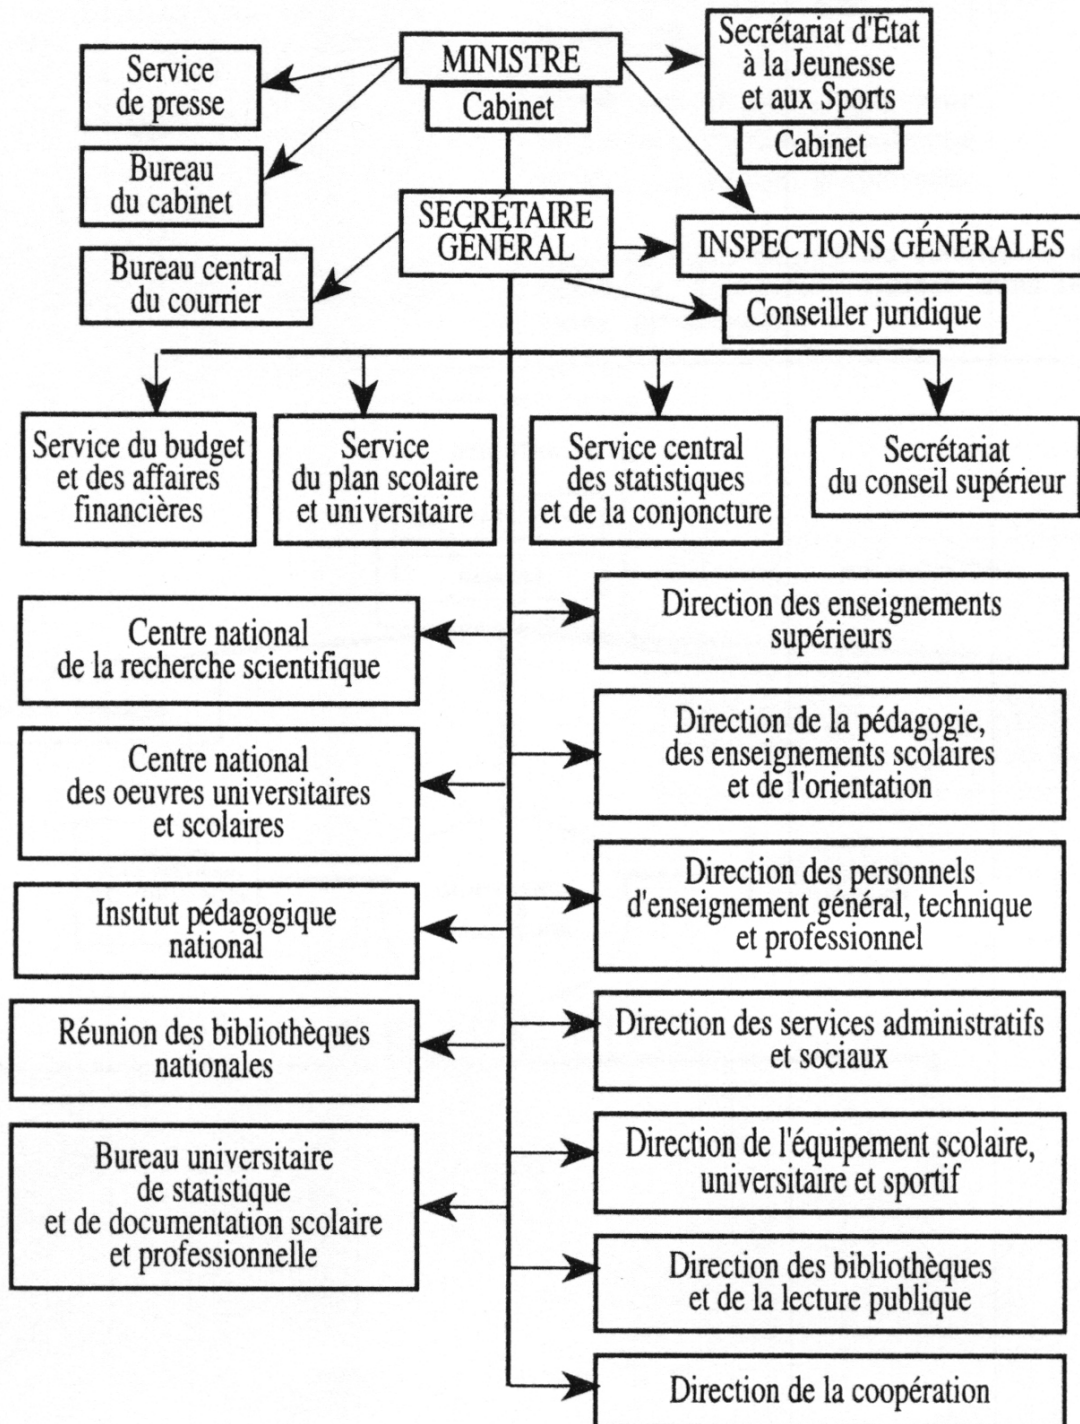 MINISTRE
Cabinet
Secrétariat d'État
à la Jeunesse
et aux Sports
Cabinet
Service
de presse
Bureau
du cabinet
SECRÉTAIRE
GÉNÉRAL
INSPECTIONS GÉNÉRALES
Bureau central
du courrier
Conseiller juridique
Service du budget
et des affaires
financières
Service
du plan scolaire
et universitaire
Service central
des statistiques
et de la conjoncture
Secrétariat
du conseil supérieur
Centre national
de la recherche scientifique
Centre national
des oeuvres universitaires
et scolaires
Institut pédagogique
national
Réunion des bibliothèques
nationales
Bureau universitaire
de statistique
et de documentation scolaire
et professionnelle
Direction des enseignements
supérieurs
Direction de la pédagogie,
des enseignements scolaires
et de l'orientation
Direction des personnels
d'enseignement général, technique
et professionnel
Direction des services administratifs
et sociaux
Direction de l'équipement scolaire,
universitaire et sportif
Direction des bibliothèques
et de la lecture publique
Direction de la coopération